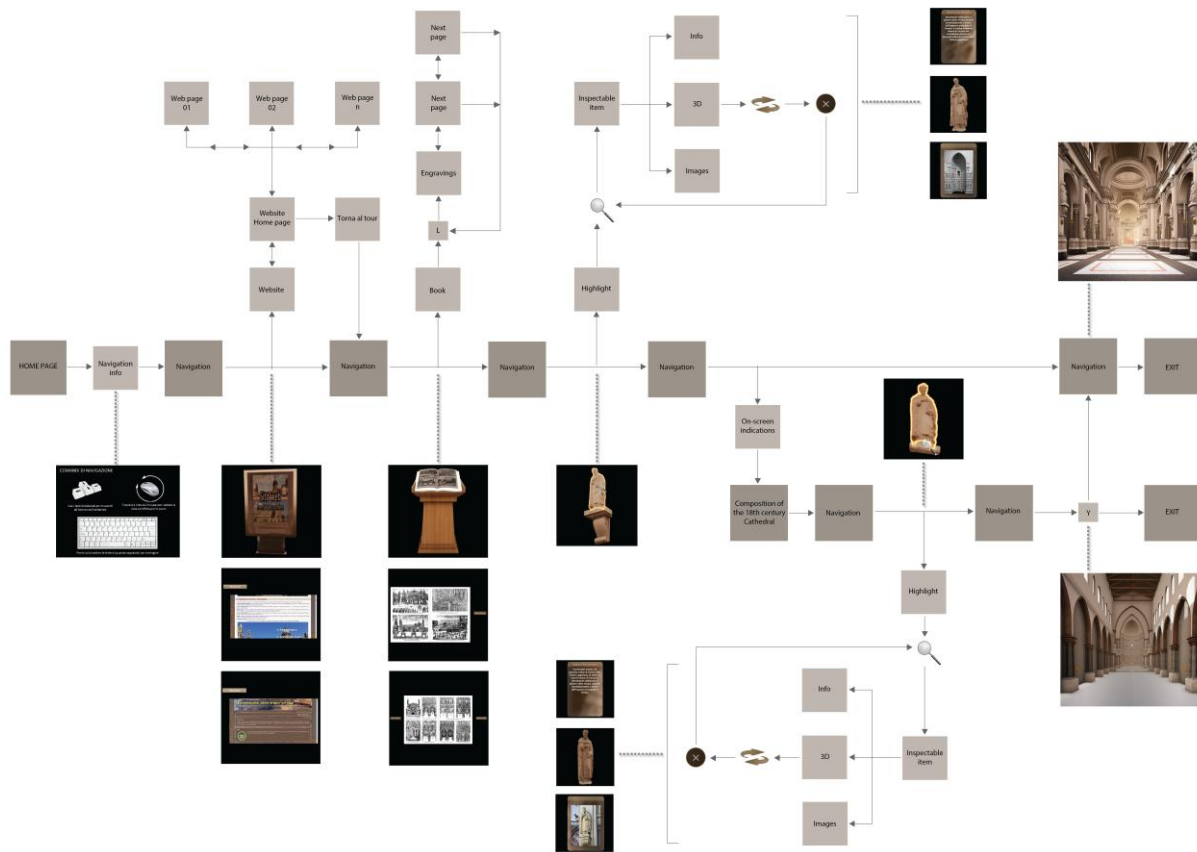 Next
page
Info
Web page
01
Web page
02
Web page
n
Next
page
Inspectable
item
3D
Engravings
Images
Website
Home page
Torna al tour
L
Website
Book
Highlight
HOME PAGE
Navigation
info
Navigation
Navigation
Navigation
Navigation
Navigation
EXIT
On-screen
indications
COMANDI DI NAVIGAZIONE
Composition of
the 18th century
Cathedral
Navigation
Navigation
Y
EXIT
Highlight
Info
3D
Inspectable
item
Images